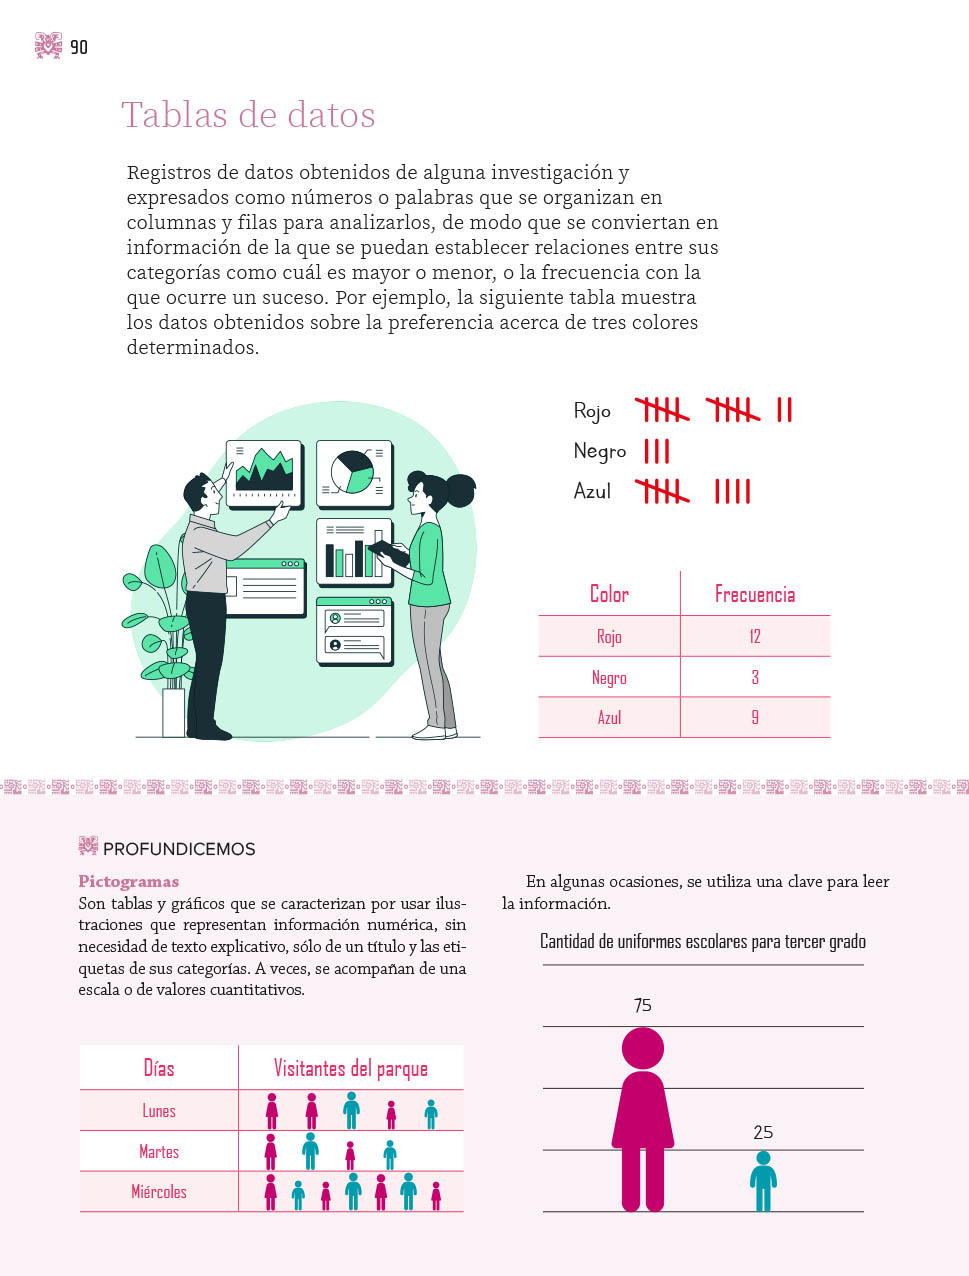 90
Tablas de datos
Registros de datos obtenidos de alguna investigación y
expresados como números o palabras que se organizan en
columnas y filas para analizarlos, de modo que se conviertan en
información de la que se puedan establecer relaciones entre sus
categorías como cuál es mayor o menor, o la frecuencia con la
que ocurre un suceso. Por ejemplo, la siguiente tabla muestra
los datos obtenidos sobre la preferencia acerca de tres colores
determinados.
Rojo
Negro
Azul
Color Frecuencia
Rojo 12
Negro 3
Azul 9
PROFUNDICEMOS
Pictogramas
Son tablas y gráficos que se caracterizan por usar ilus-
traciones que representan información numérica, sin
necesidad de texto explicativo, sólo de un título y las eti-
quetas de sus categorías. A veces, se acompañan de una
escala o de valores cuantitativos.
Días Visitantes del parque
Lunes
Martes
Miércoles
En algunas ocasiones, se utiliza una clave para leer
la información.
Cantidad de uniformes escolares para tercer grado
75
25